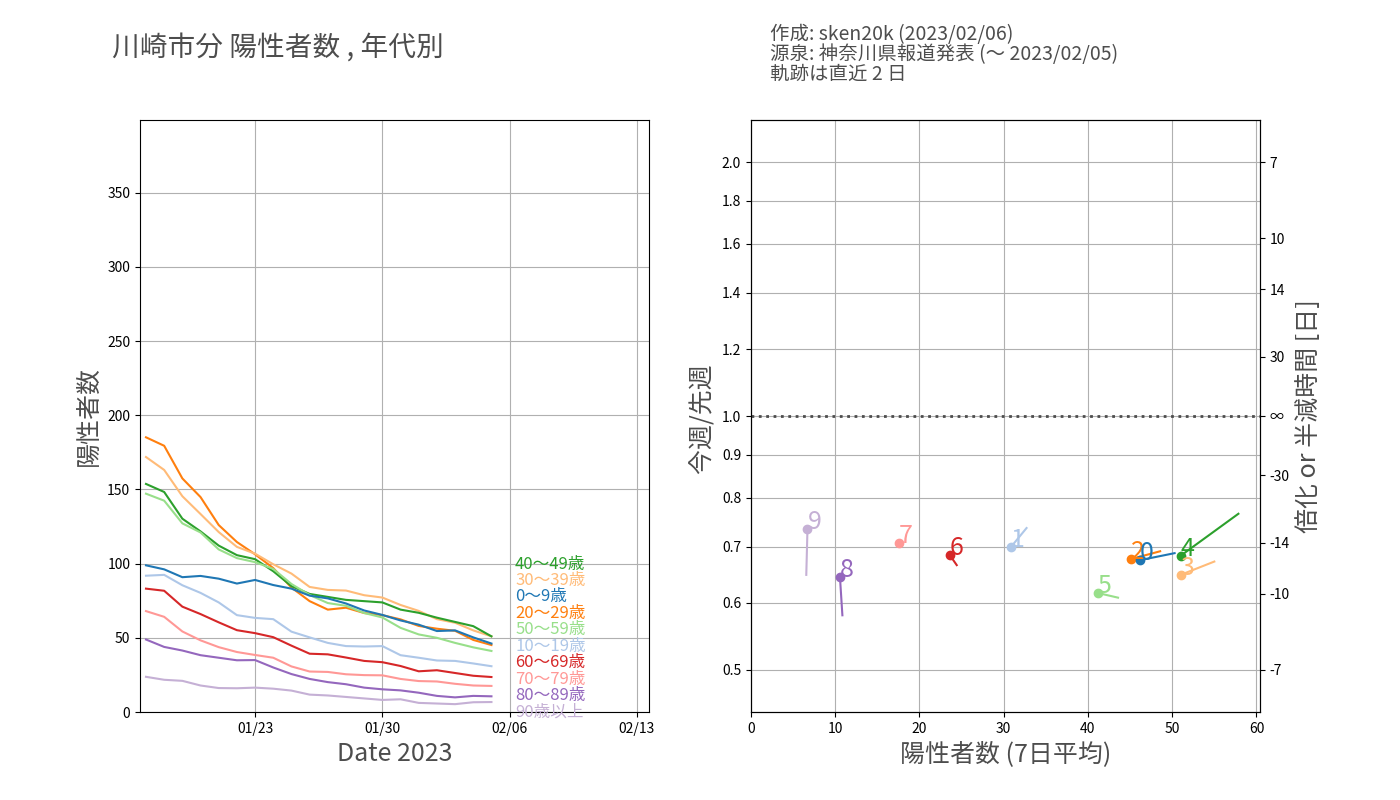 川崎市分 陽性者数 , 年代別
作成: sken20k (2023/02/06)
源泉: 神奈川県報道発表 (～ 2023/02/05)
軌跡は直近 2 日
陽性者数
350
300
250
200
150
100
50
0
01/23
01/30
02/06
02/13
Date 2023
40～49歳
30～39歳
0～9歳
20～29歳
50～59歳
10～19歳
60～69歳
70～79歳
80～89歳
90歳以上
今週/先週
2.0
1.8
1.6
1.4
1.2
1.0
0.9
0.8
0.7
0.6
0.5
9
8
7
6
1
5
2
0
4
3
0
10
20
30
40
50
60
陽性者数 (7日平均)
7
10
14
30
∞
-30
-14
-10
-7
倍化 or 半減時間 [日]